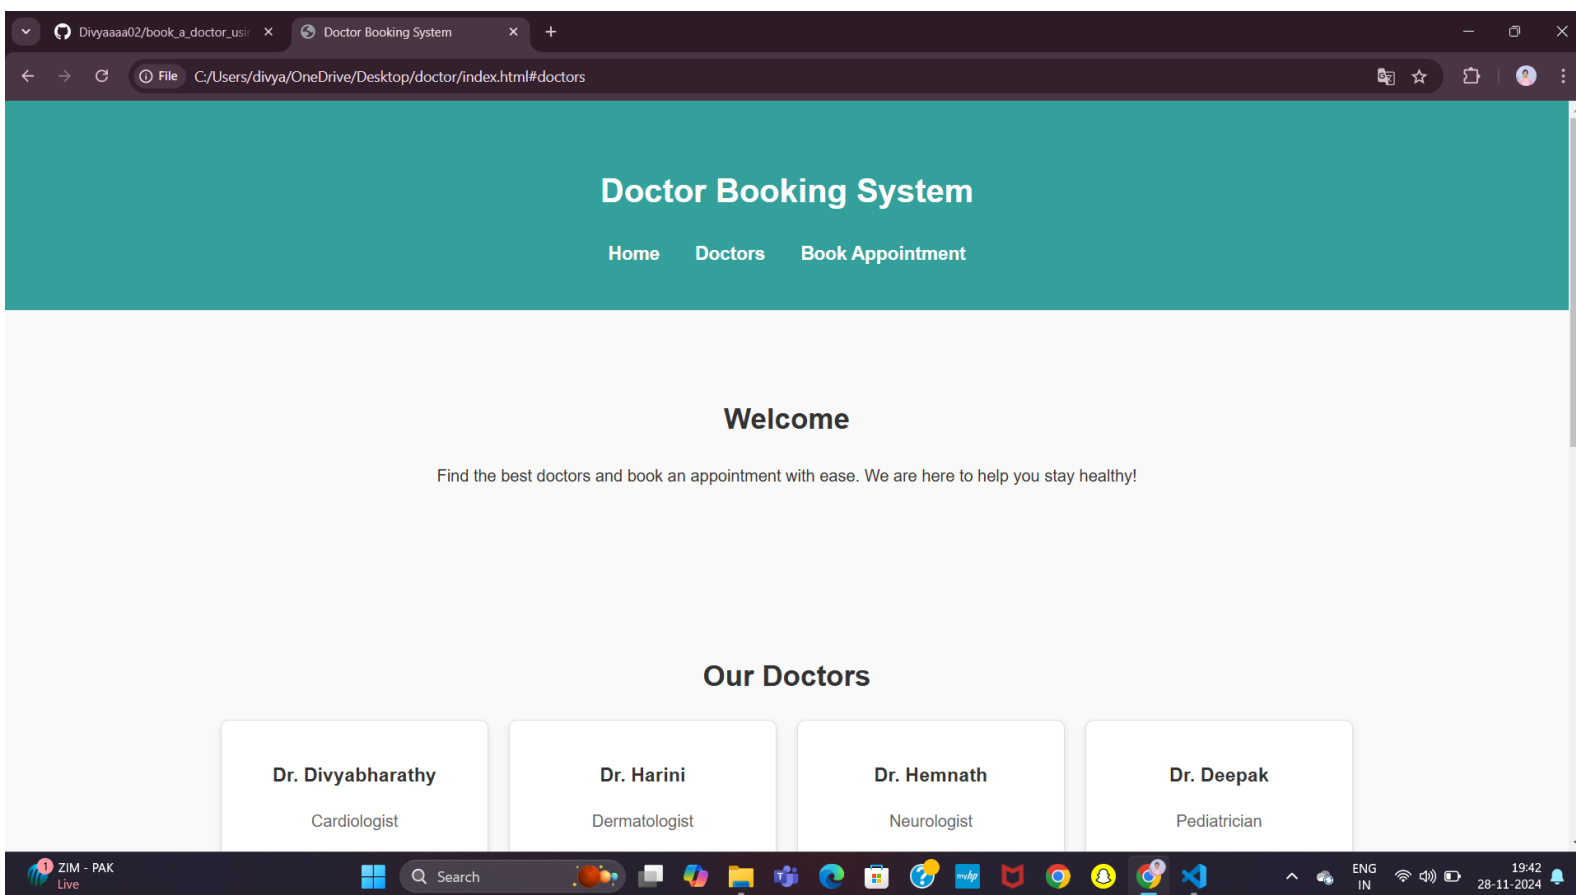 Divyaaaa02/book_a_doctor_usin
Doctor Booking System
File
C:/Users/divya/OneDrive/Desktop/doctor/index.html#doctors
Doctor Booking System
Home Doctors Book Appointment
Welcome
Find the best doctors and book an appointment with ease. We are here to help you stay healthy!
Our Doctors
Dr. Divyabharathy
Cardiologist
Dr. Harini
Dermatologist
Dr. Hemnath
Neurologist
Dr. Deepak
Pediatrician
1
ZIM - PAK
Live
Search
myhp
ENG
IN
19:42
28-11-2024